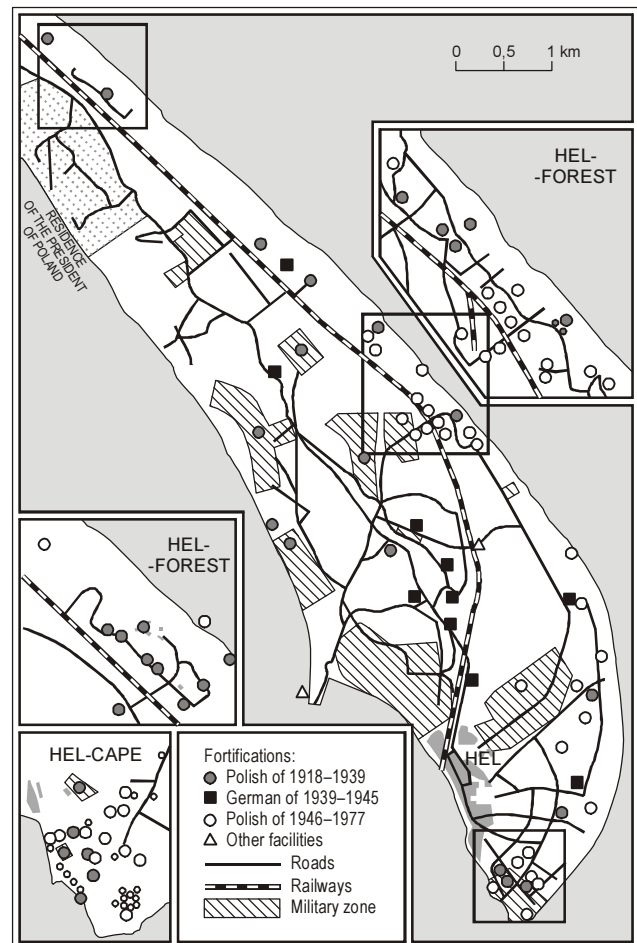 0 0,5 1 km
HEL-
-FOREST
RESIDENCE
OF THE PRESIDENT
OF POLAND
HEL-
-FOREST
HEL
HEL-CAPE
Fortifications:
Polish of 1918–1939
German of 1939–1945
Polish of 1946–1977
Other facilities
Roads
Railways
Military zone